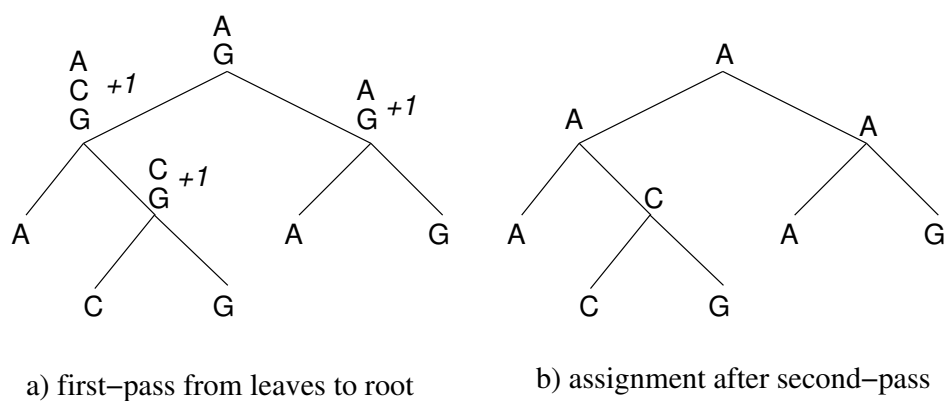 A
G
A
C
G
+1
A
G
+1
C
G
+1
A
A
G
C
G
a) first−pass from leaves to root
A
A
A
C
A
A
G
C
G
b) assignment after second−pass